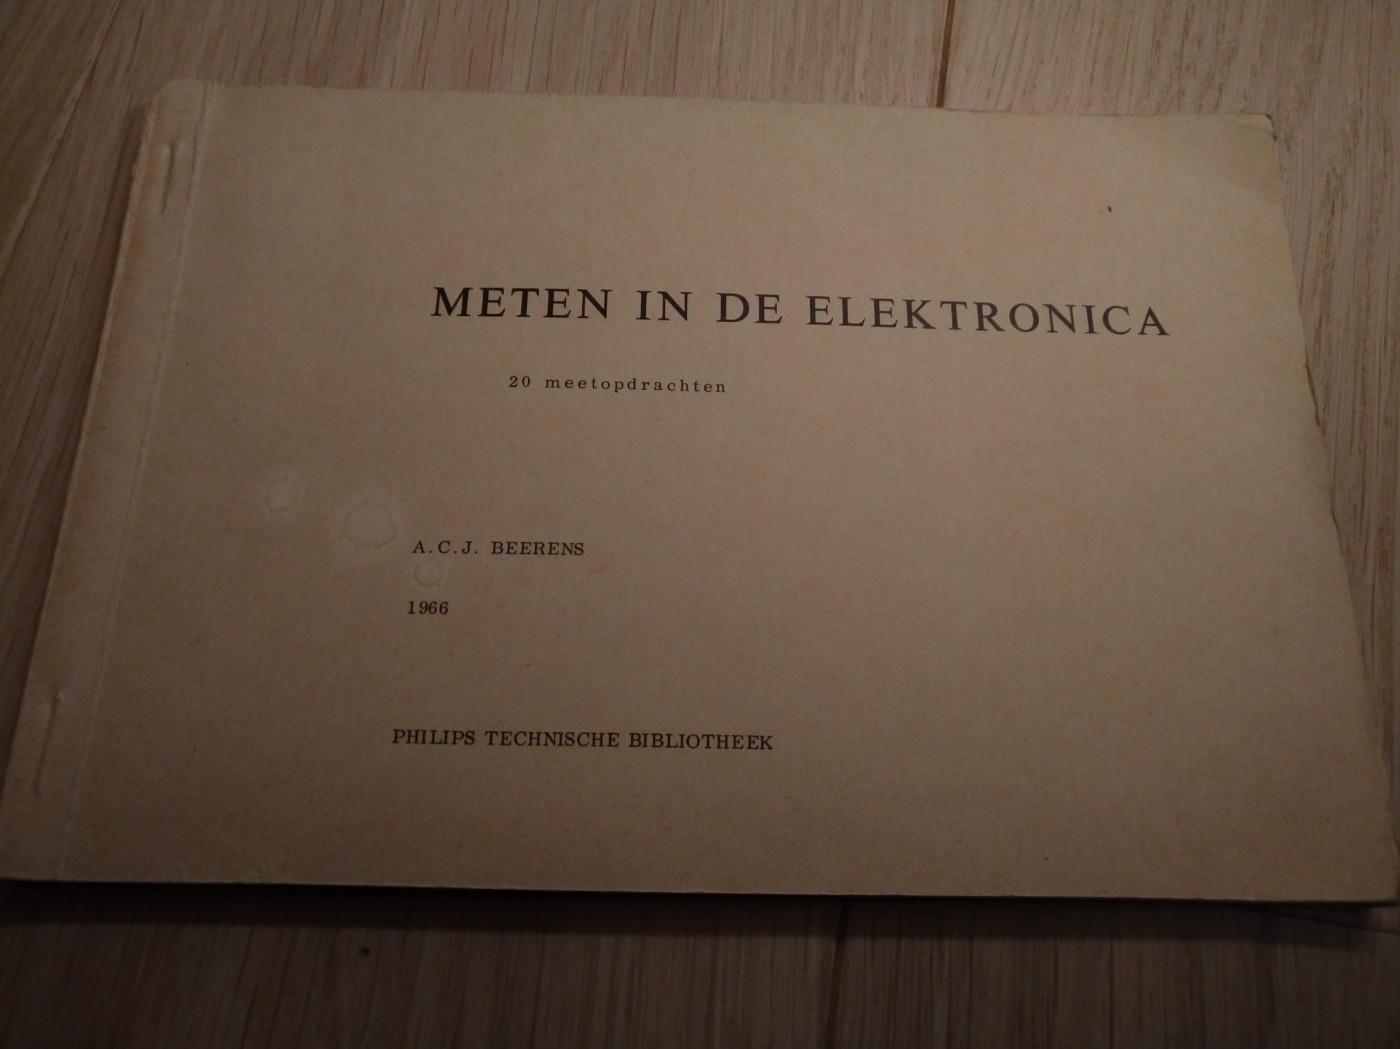 METEN IN DE ELEKTRONICA
20 meetopdrachten
A.C.J. BEERENS
1966
PHILIPS TECHNISCHE BIBLIOTHEEK